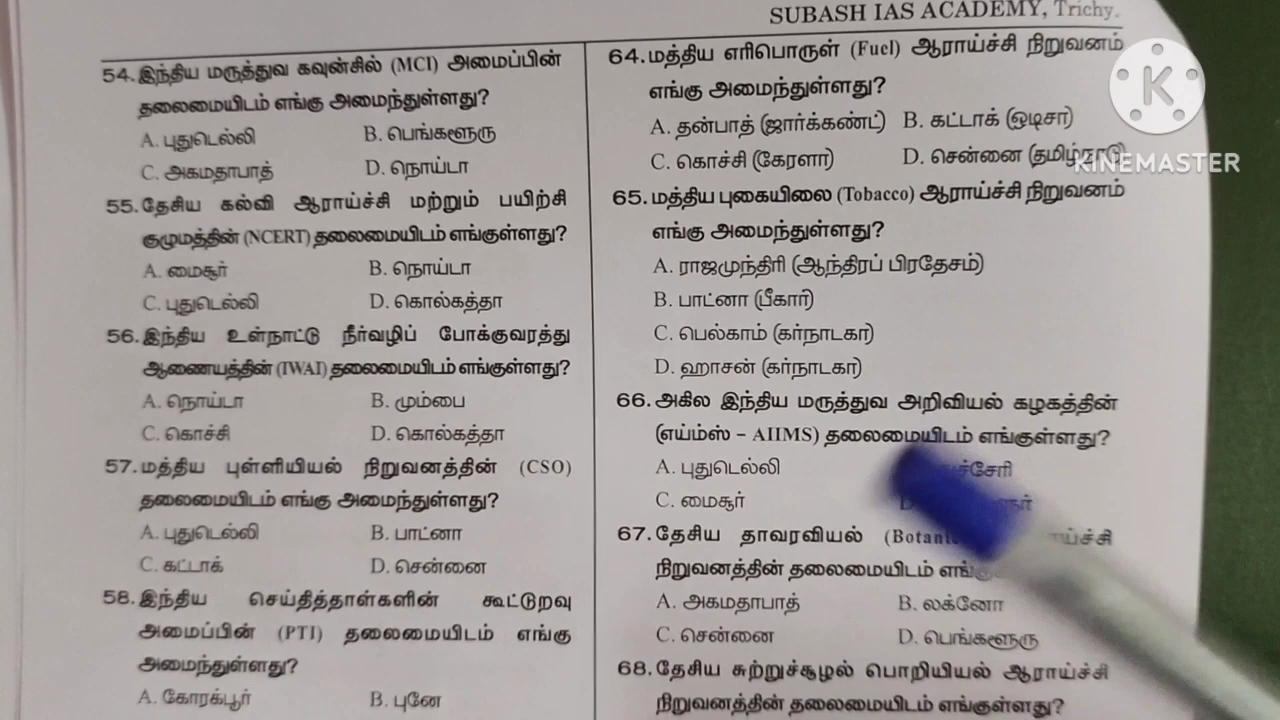 SUBASH IAS ACADEMY, Trichy.
54. இந்திய மருத்துவ கவுன்சில் (MCI) அமைப்பின்
தலைமையிடம் எங்கு அமைந்துள்ளது?
A. புதுடெல்லி B. பெங்களூரு
C. அகமதாபாத் D. நொய்டா
55. தேசிய கல்வி ஆராய்ச்சி மற்றும் பயிற்சி
குழுமத்தின் (NCERT) தலைமையிடம் எங்குள்ளது?
A. மைசூர் B. நொய்டா
C. புதுடெல்லி D. கொல்கத்தா
56. இந்திய உள்நாட்டு நீர்வழிப் போக்குவரத்து
ஆணையத்தின் (IWAI) தலைமையிடம் எங்குள்ளது?
A. நொய்டா B. மும்பை
C. கொச்சி D. கொல்கத்தா
57. மத்திய புள்ளியியல் நிறுவனத்தின் (CSO)
தலைமையிடம் எங்கு அமைந்துள்ளது?
A. புதுடெல்லி B. பாட்னா
C. கட்டாக் D. சென்னை
58. இந்திய செய்தித்தாள்களின் கூட்டுறவு
அமைப்பின் (PTI) தலைமையிடம் எங்கு
அமைந்துள்ளது?
A. கோரக்பூர் B. புனே
64. மத்திய எரிபொருள் (Fuel) ஆராய்ச்சி நிறுவனம்
எங்கு அமைந்துள்ளது?
A. தன்பாத் (ஜார்க்கண்ட்) B. கட்டாக் (ஒடிசா)
C. கொச்சி (கேரளா) D. சென்னை (தமிழ்நாடு)
65. மத்திய புகையிலை (Tobacco) ஆராய்ச்சி நிறுவனம்
எங்கு அமைந்துள்ளது?
A. ராஜமுந்திரி (ஆந்திரப் பிரதேசம்)
B. பாட்னா (பீகார்)
C. பெல்காம் (கர்நாடகா)
D. ஹாசன் (கர்நாடகா)
66. அகில இந்திய மருத்துவ அறிவியல் கழகத்தின்
(எய்ம்ஸ் – AIIMS) தலைமையிடம் எங்குள்ளது?
A. புதுடெல்லி
C. மைசூர்
67. தேசிய தாவரவியல்
நிறுவனத்தின் தலைமையிடம்
A. அகமதாபாத் B. லக்னோ
C. சென்னை D. பெங்களூரு
68. தேசிய சுற்றுச்சூழல் பொறியியல் ஆராய்ச்சி
நிறுவனத்தின் தலைமையிடம் எங்குள்ளது?
K
KINEMASTER